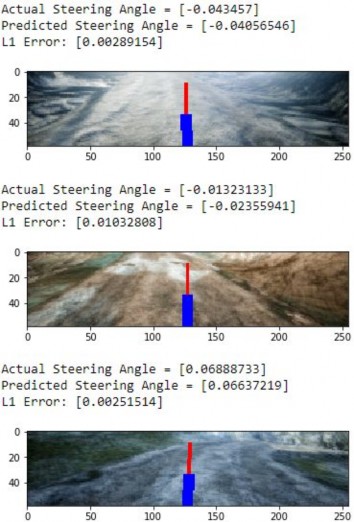 Actual Steering Angle = [-0.043457]
Predicted Steering Angle = [-0.04056546]
L1 Error: [0.00289154]
0
20
40
0 50 100 150 200 250
Actual Steering Angle = [-0.01323133]
Predicted Steering Angle = [-0.02355941]
L1 Error: [0.01032808]
0
20
40
0 50 100 150 200 250
Actual Steering Angle = [0.06888733]
Predicted Steering Angle = [0.06637219]
L1 Error: [0.00251514]
0
20
40
0 50 100 150 200 250